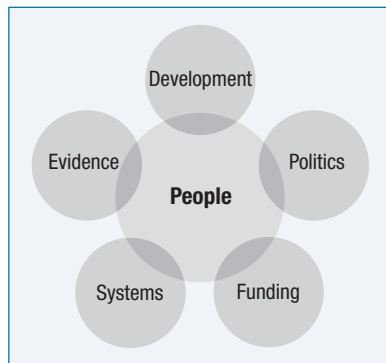 Development
Evidence
Politics
People
Systems
Funding